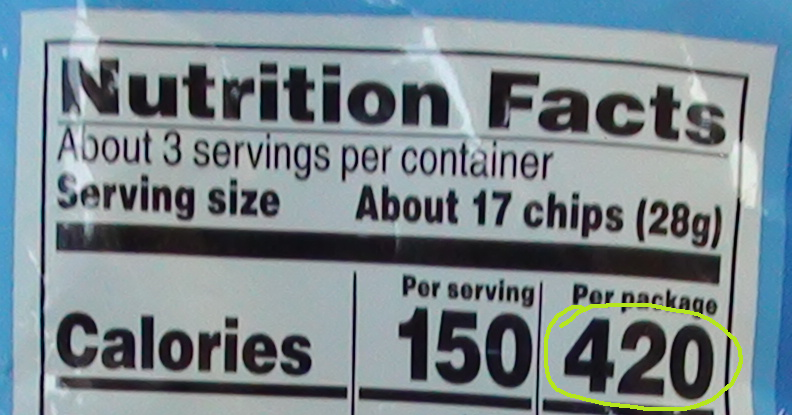 Nutrition Facts
About 3 servings per container
Serving size About 17 chips (28g)
Per serving Per package
Calories 150 420